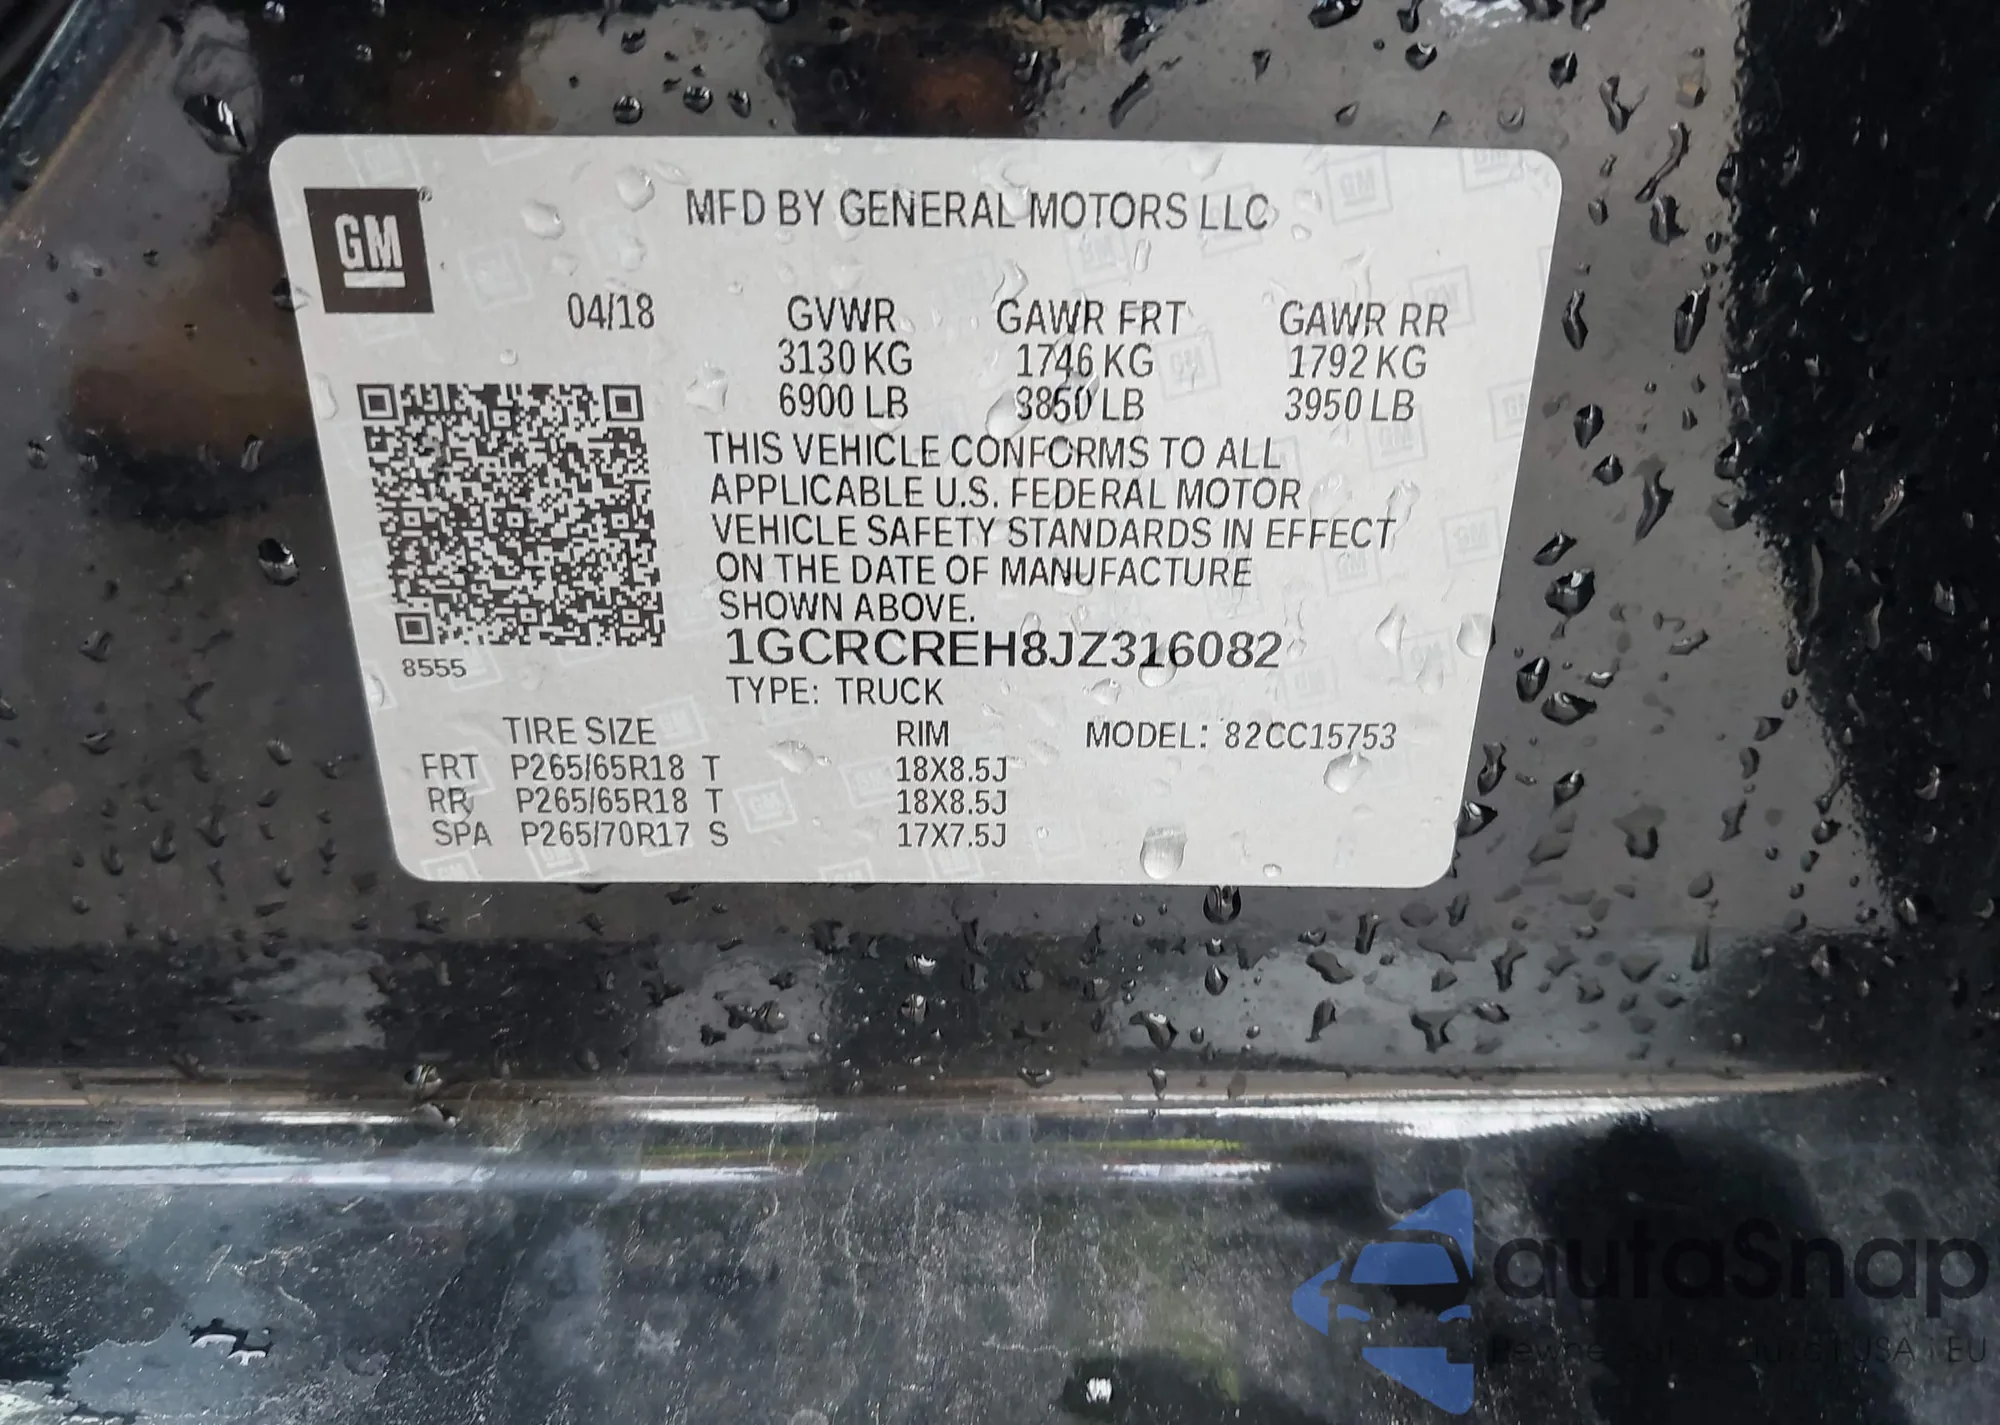 GM®
MFD BY GENERAL MOTORS LLC
04/18 GVWR GAWR FRT GAWR RR
3130 KG 1746 KG 1792 KG
6900 LB 3850 LB 3950 LB
THIS VEHICLE CONFORMS TO ALL
APPLICABLE U.S. FEDERAL MOTOR
VEHICLE SAFETY STANDARDS IN EFFECT
ON THE DATE OF MANUFACTURE
SHOWN ABOVE.
1GCRCREH8JZ316082
8555
TYPE: TRUCK
TIRE SIZE RIM MODEL: 82CC15753
FRT P265/65R18 T 18X8.5J
RR P265/65R18 T 18X8.5J
SPA P265/70R17 S 17X7.5J
autaSnap
USA i EU